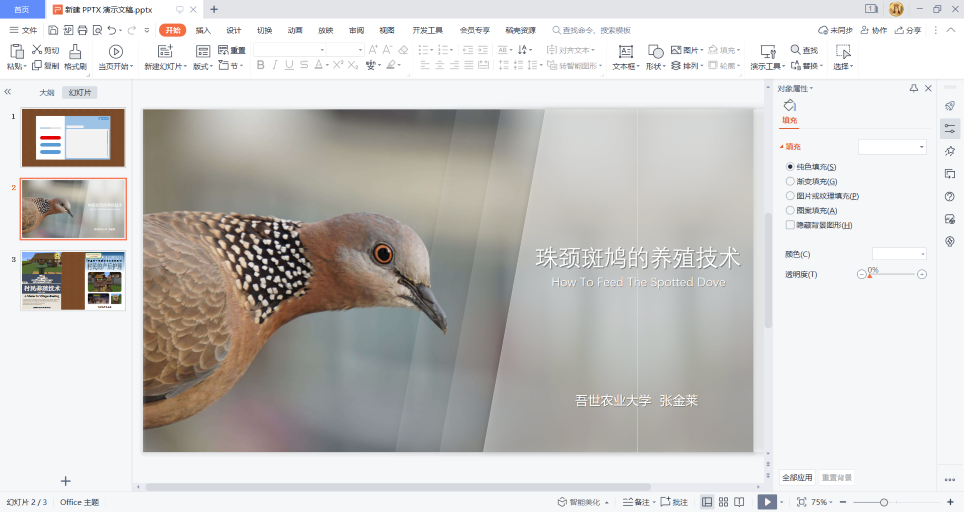 首页
新建 PPTX 演示文稿.pptx
文件
开始
插入
设计
切换
动画
放映
审阅
视图
开发工具
会员专享
稿壳资源
查找命令、搜索模板
未同步
协作
分享
粘贴
剪切
复制
格式刷
当页开始
新建幻灯片
版式
重置
节
B I U S A X² X₂
对齐文本
转智能图形
文本框
形状
图片
排列
填充
轮廓
演示工具
查找
替换
选择
大纲
幻灯片
1
2
3
村民养殖技术
珠颈斑鸠的养殖技术
How To Feed The Spotted Dove
吾世农业大学 张金莱
对象属性
填充
填充
纯色填充(S)
渐变填充(G)
图片或纹理填充(P)
图案填充(A)
隐藏背景图形(H)
颜色(C)
透明度(T)
0%
全部应用
重置背景
幻灯片 2 / 3
Office 主题
智能美化
备注
批注
75%